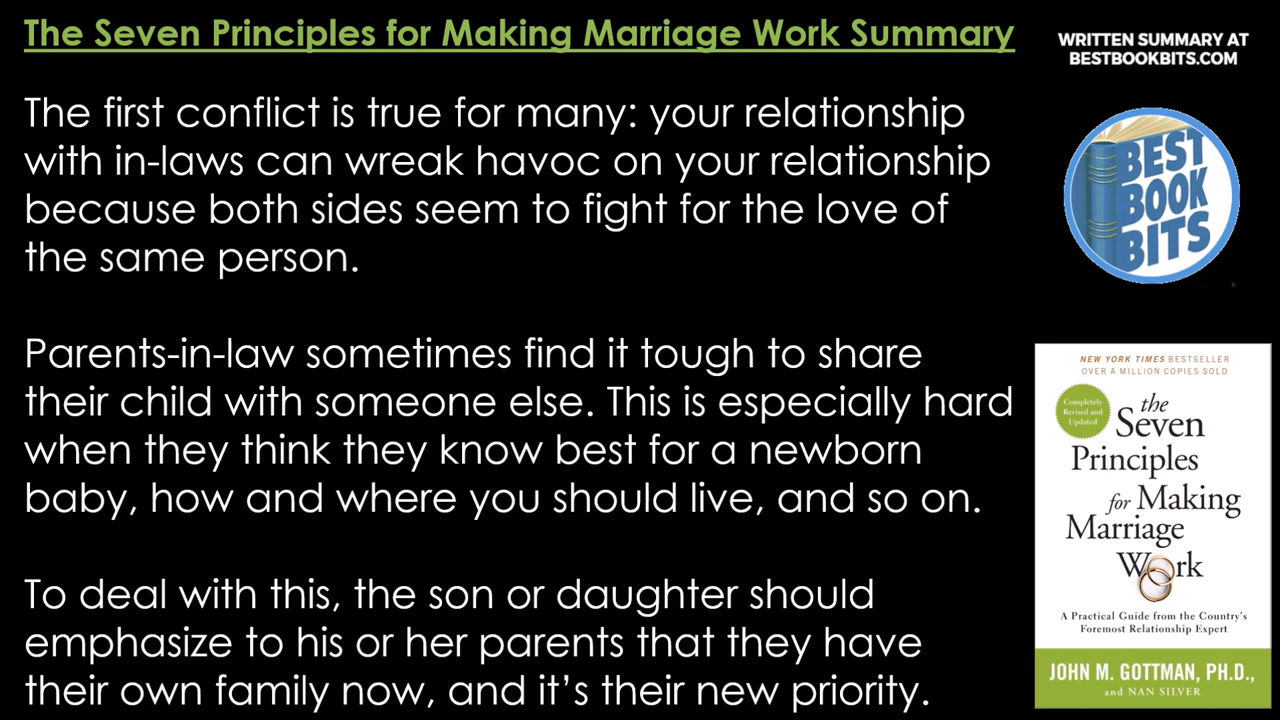 The Seven Principles for Making Marriage Work Summary
The first conflict is true for many: your relationship
with in-laws can wreak havoc on your relationship
because both sides seem to fight for the love of
the same person.
Parents-in-law sometimes find it tough to share
their child with someone else. This is especially hard
when they think they know best for a newborn
baby, how and where you should live, and so on.
To deal with this, the son or daughter should
emphasize to his or her parents that they have
their own family now, and it’s their new priority.
WRITTEN SUMMARY AT
BESTBOOKBITS.COM
BEST
BOOK
BITS
NEW YORK TIMES BESTSELLER
OVER A MILLION COPIES SOLD
Completely
Revised and
Updated
the
Seven
Principles
for Making
Marriage
Work
A Practical Guide from the Country's
Foremost Relationship Expert
JOHN M. GOTTMAN, PH.D.,
and NAN SILVER